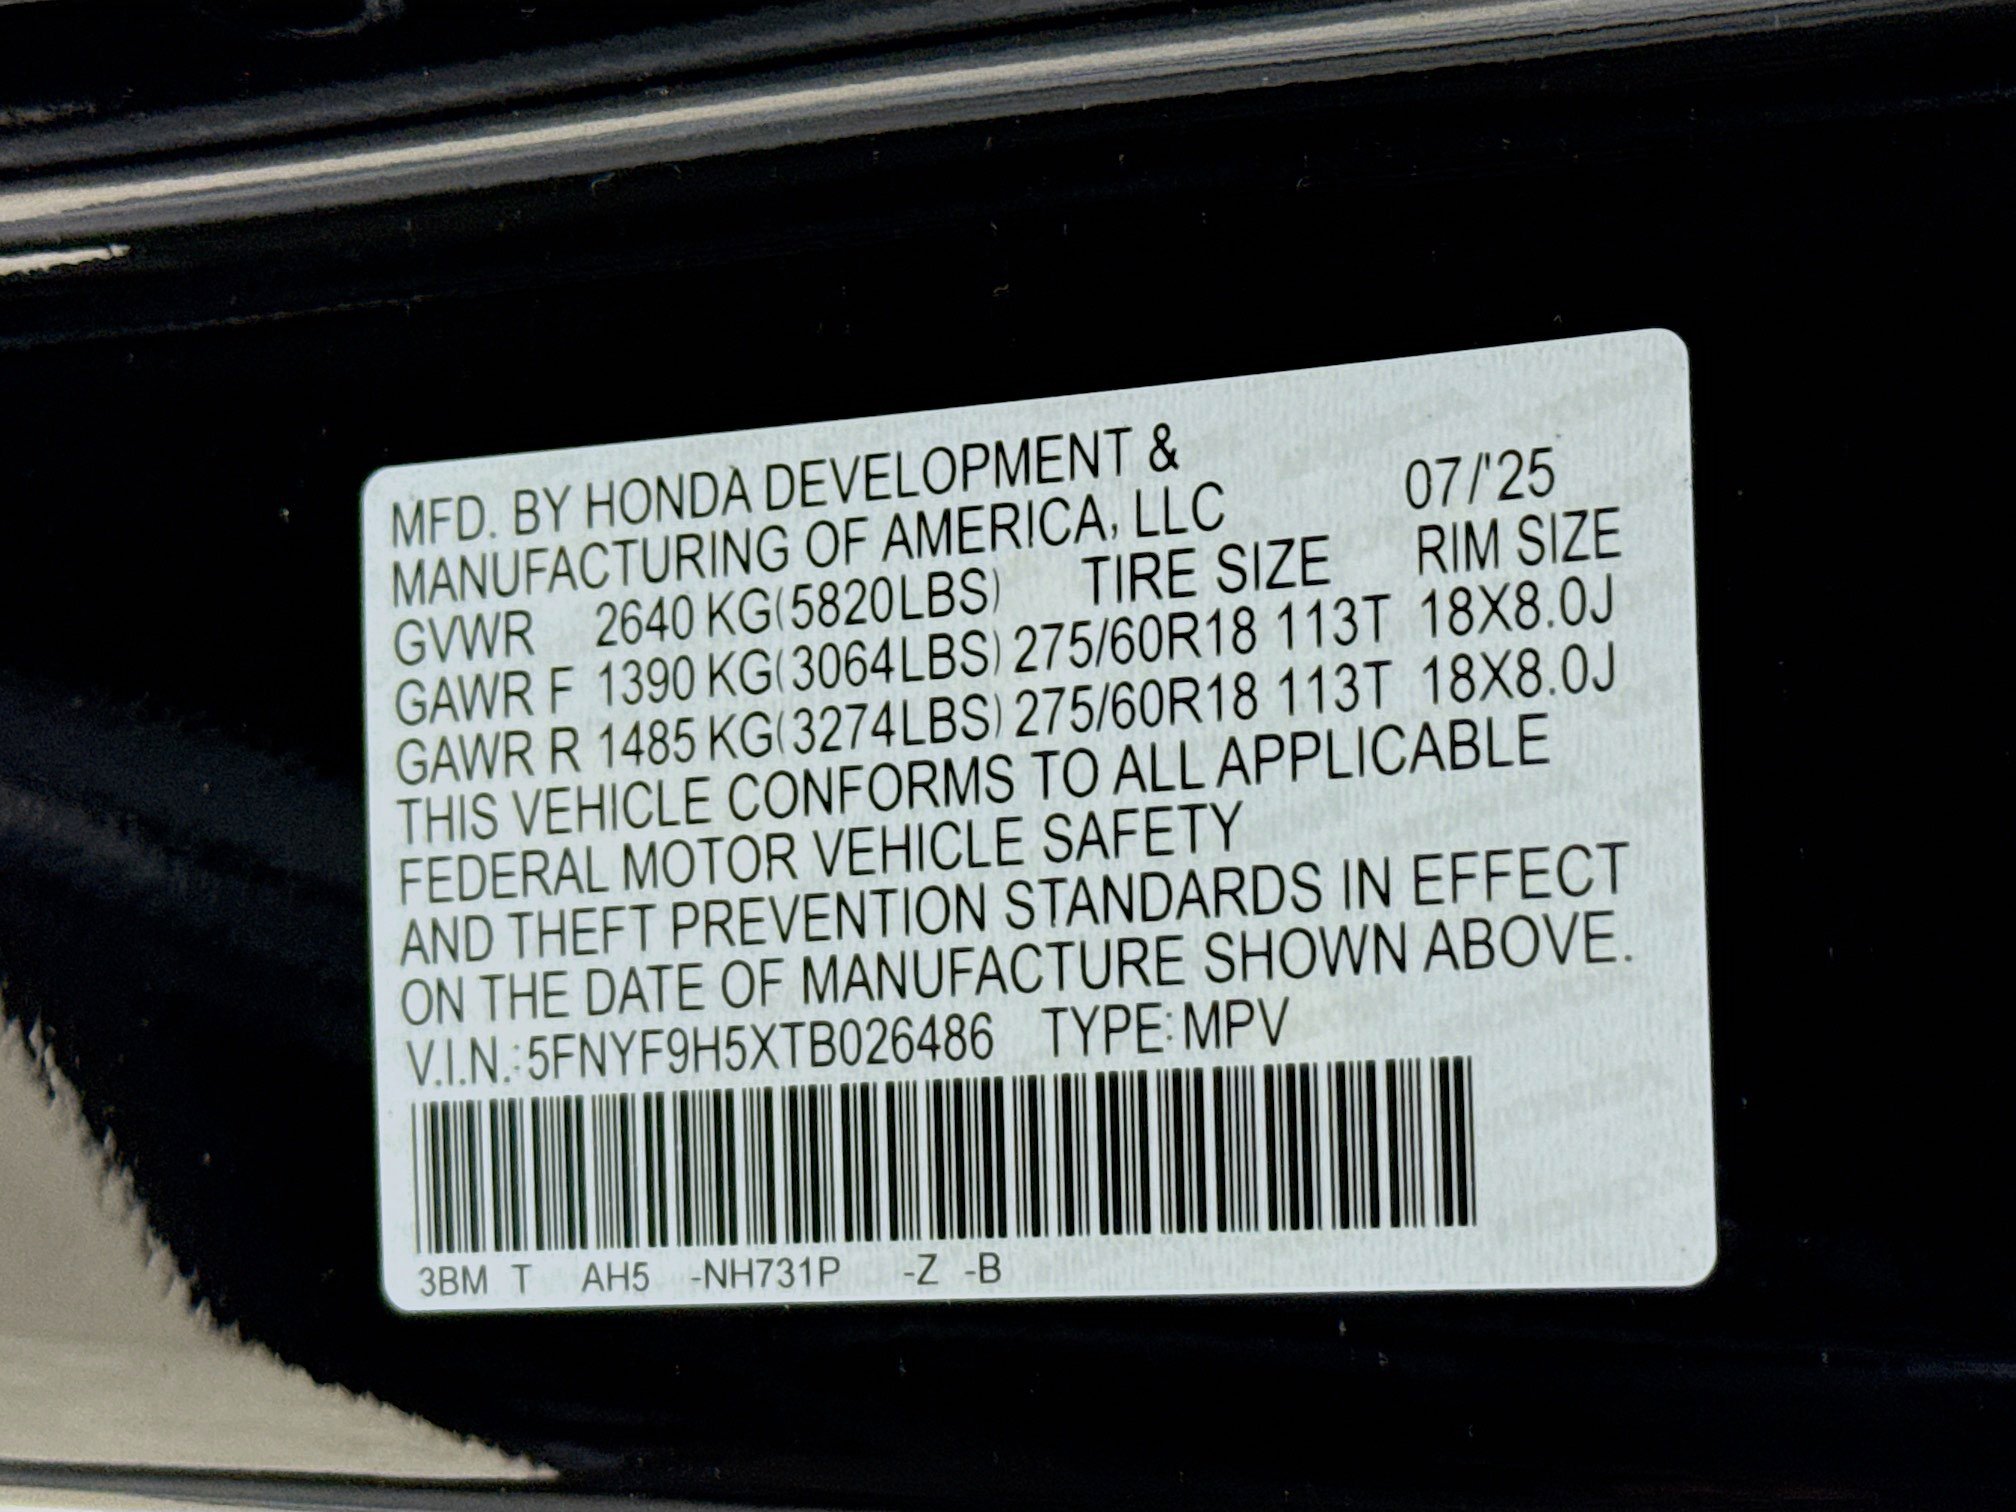 MFD. BY HONDA DEVELOPMENT &
MANUFACTURING OF AMERICA, LLC 07/'25
GVWR 2640 KG(5820LBS) TIRE SIZE RIM SIZE
GAWR F 1390 KG(3064LBS) 275/60R18 113T 18X8.0J
GAWR R 1485 KG(3274LBS) 275/60R18 113T 18X8.0J
THIS VEHICLE CONFORMS TO ALL APPLICABLE
FEDERAL MOTOR VEHICLE SAFETY
AND THEFT PREVENTION STANDARDS IN EFFECT
ON THE DATE OF MANUFACTURE SHOWN ABOVE.
V.I.N.:5FNYF9H5XTB026486 TYPE:MPV
3BM T AH5 -NH731P -Z -B